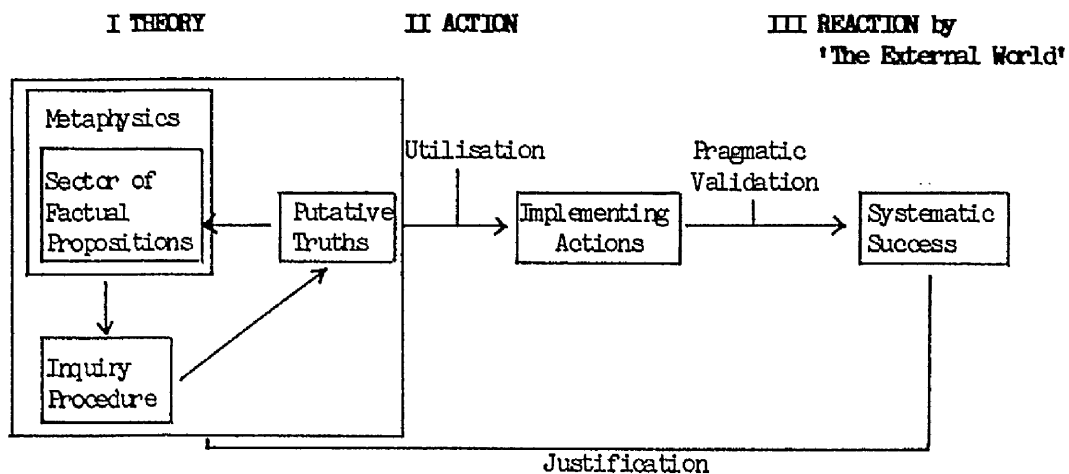 I THEORY
II ACTION
III REACTION by
'The External World'
Metaphysics
Sector of
Factual
Propositions
Putative
Truths
Utilisation
Implementing
Actions
Pragmatic
Validation
Systematic
Success
Inquiry
Procedure
Justification